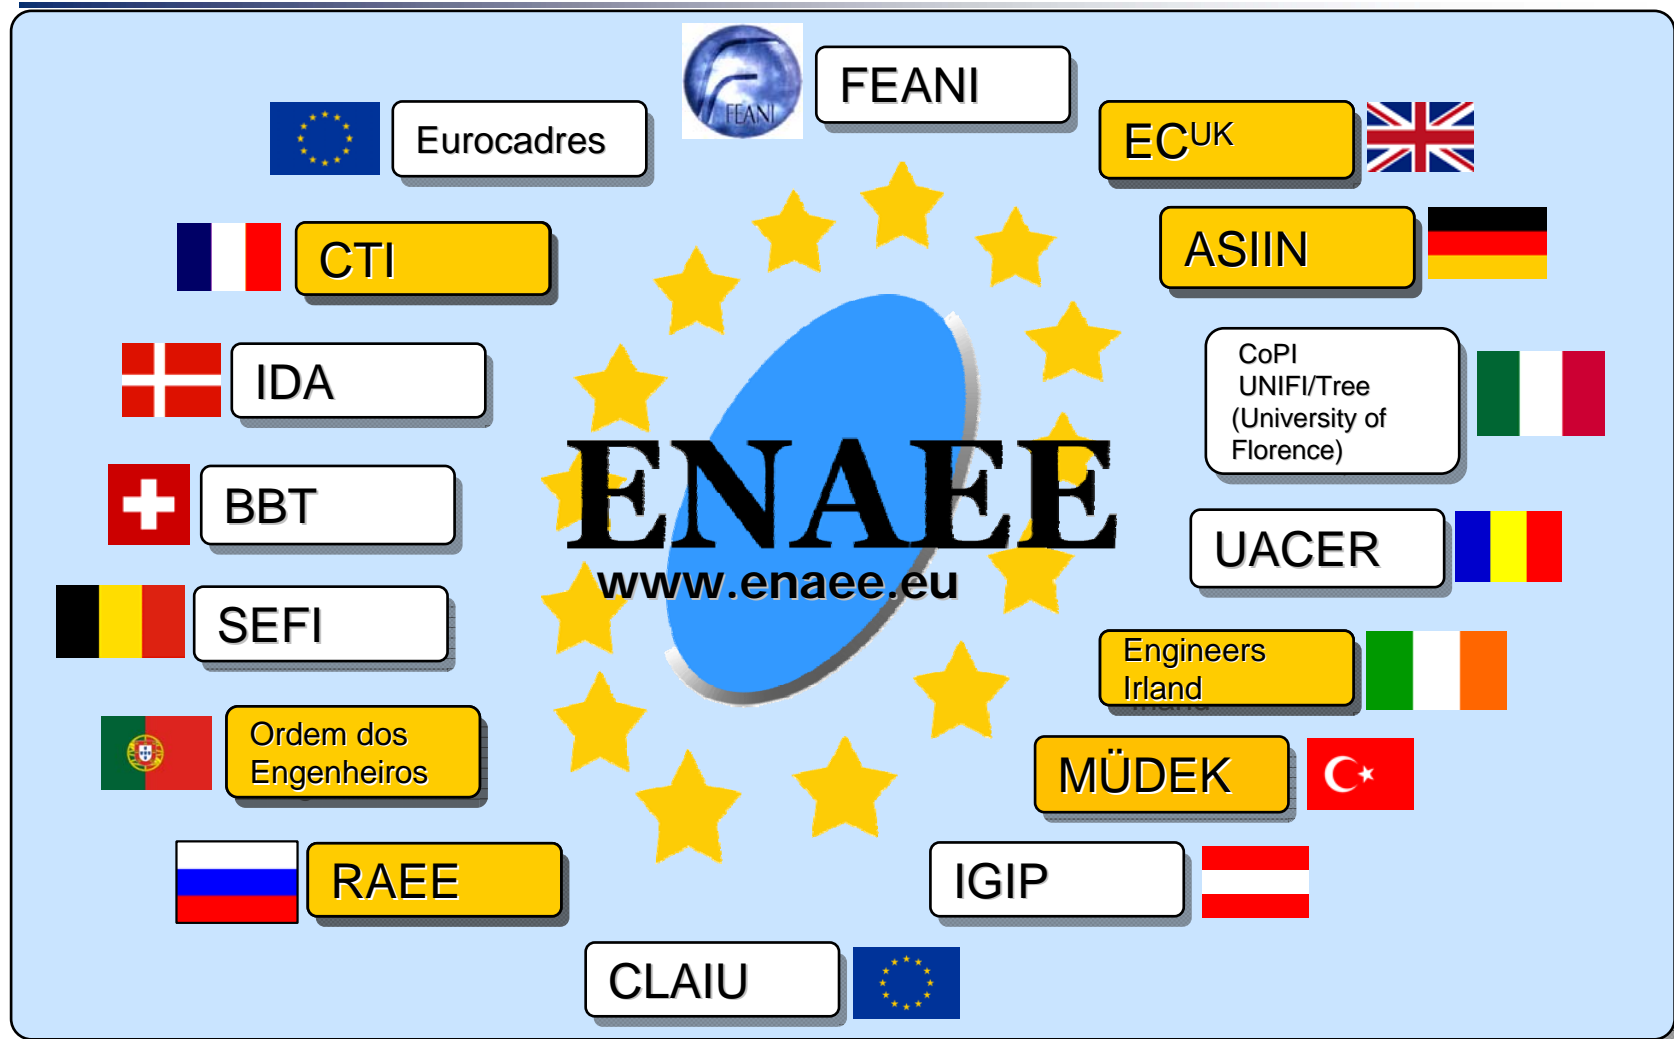 FEANI
FEANI
Eurocadres
EC^UK
CTI
ASIIN
IDA
CoPI
UNIFI/Tree
(University of
Florence)
ENAEE
www.enaee.eu
BBT
UACER
SEFI
Engineers
Irland
Ordem dos
Engenheiros
MÜDEK
RAEE
IGIP
CLAIU